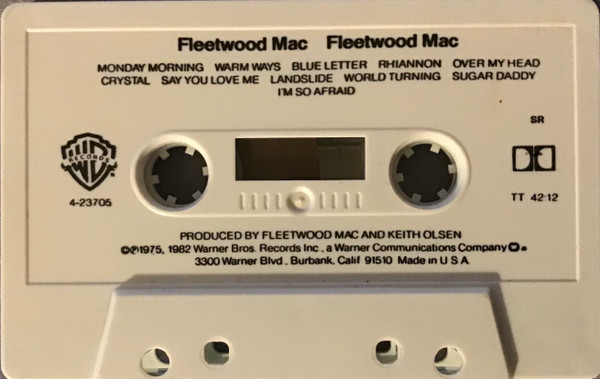 Fleetwood Mac Fleetwood Mac
MONDAY MORNING WARM WAYS BLUE LETTER RHIANNON OVER MY HEAD
CRYSTAL SAY YOU LOVE ME LANDSLIDE WORLD TURNING SUGAR DADDY
I'M SO AFRAID
SR
WB
RECORDS
4-23705
TT 42:12
PRODUCED BY FLEETWOOD MAC AND KEITH OLSEN
©℗1975, 1982 Warner Bros. Records Inc., a Warner Communications Company
3300 Warner Blvd., Burbank, Calif 91510 Made in U S A